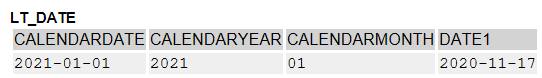 LT_DATE
CALENDARDATE CALENDARYEAR CALENDARMONTH DATE1
2021-01-01 2021 01 2020-11-17